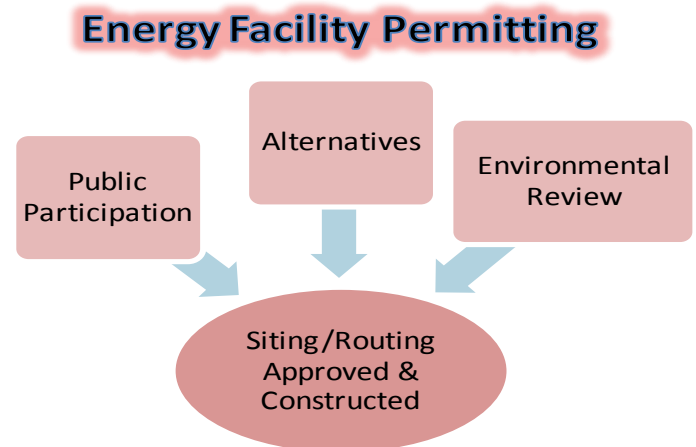 Energy Facility Permitting
Public
Participation
Alternatives
Environmental
Review
Siting/Routing
Approved &
Constructed